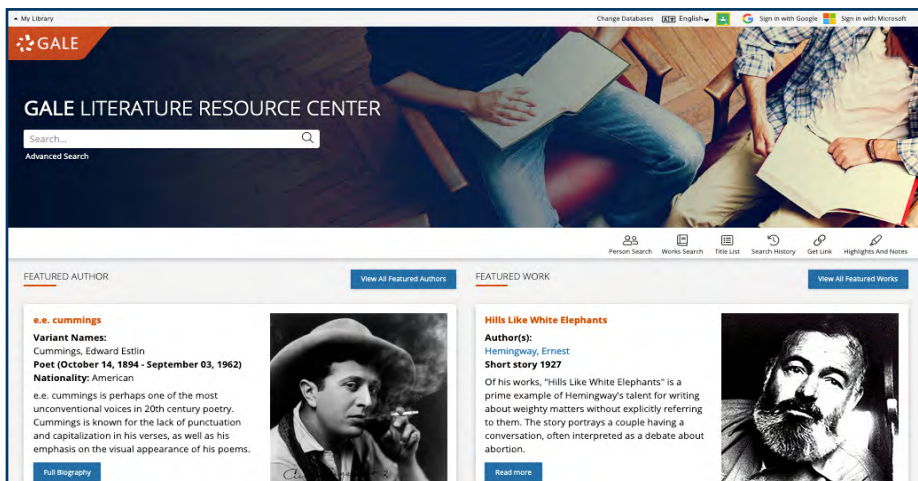 My Library
Change Databases English Sign in with Google Sign in with Microsoft
GALE
GALE LITERATURE RESOURCE CENTER
Search...
Advanced Search
Person Search Works Search Title List Search History Get Link Highlights And Notes
FEATURED AUTHOR
View All Featured Authors
e.e. cummings
Variant Names:
Cummings, Edward Estlin
Poet (October 14, 1894 - September 03, 1962)
Nationality: American
e.e. cummings is perhaps one of the most
unconventional voices in 20th century poetry.
Cummings is known for the lack of punctuation
and capitalization in his verses, as well as his
emphasis on the visual appearance of his poems.
Full Biography
FEATURED WORK
View All Featured Works
Hills Like White Elephants
Author(s):
Hemingway, Ernest
Short story 1927
Of his works, "Hills Like White Elephants" is a
prime example of Hemingway's talent for writing
about weighty matters without explicitly referring
to them. The story portrays a couple having a
conversation, often interpreted as a debate about
abortion.
Read more